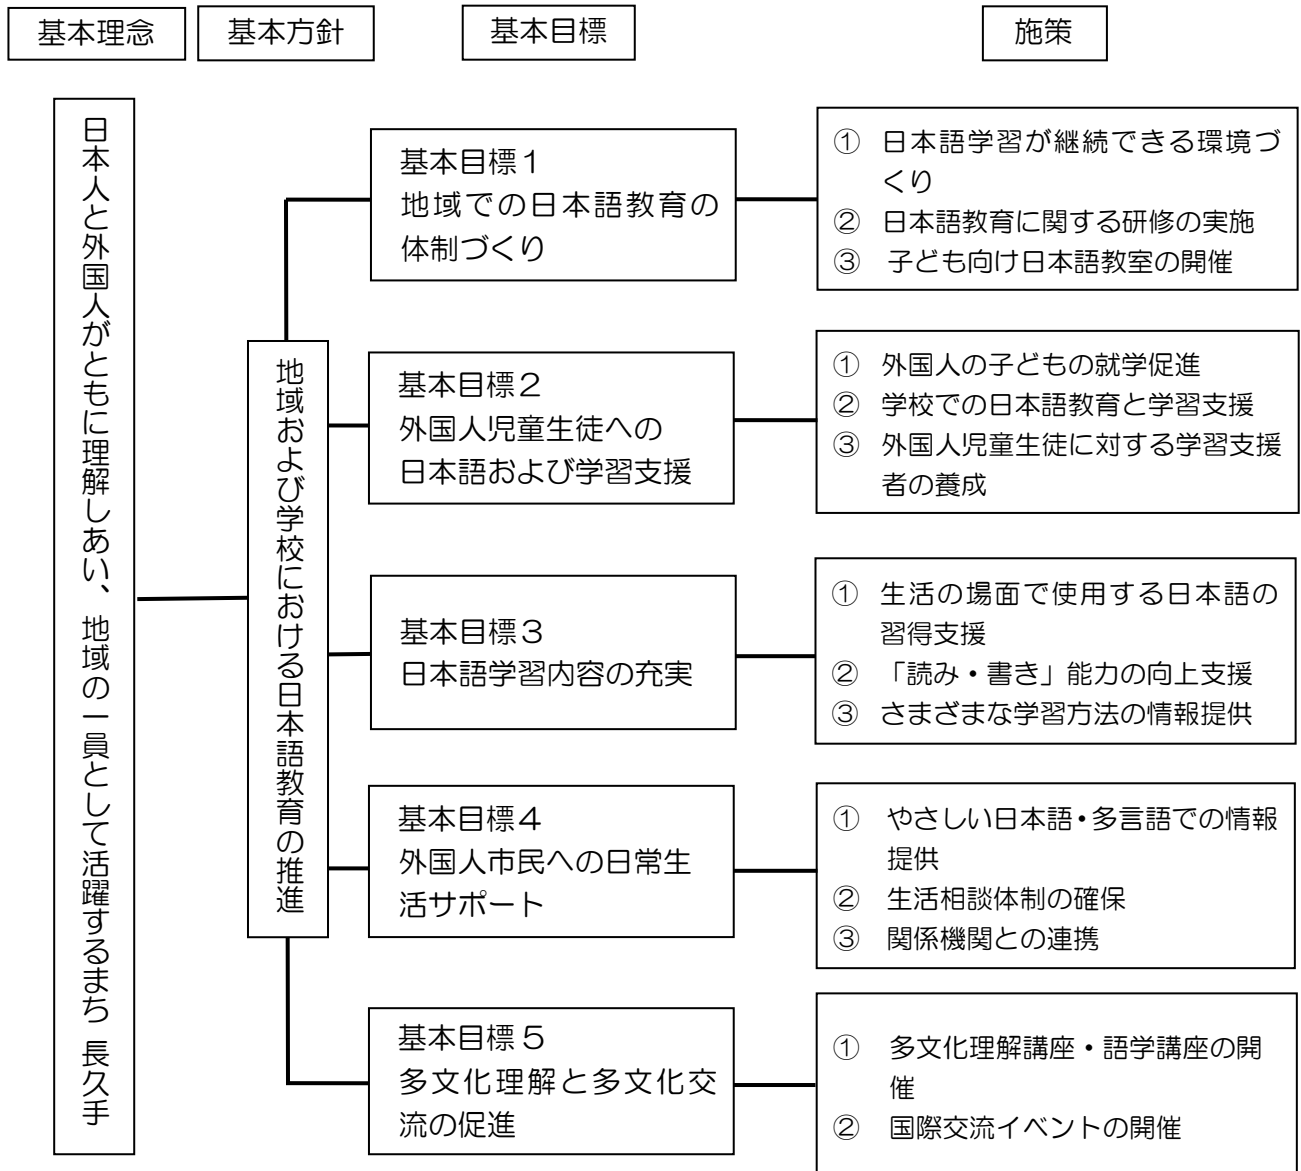 基本理念
基本方針
基本目標
施策
日本人と外国人がともに理解しあい、地域の一員として活躍するまち 長久手
地域および学校における日本語教育の推進
基本目標１
地域での日本語教育の
体制づくり
① 日本語学習が継続できる環境づ
くり
② 日本語教育に関する研修の実施
③ 子ども向け日本語教室の開催
基本目標２
外国人児童生徒への
日本語および学習支援
① 外国人の子どもの就学促進
② 学校での日本語教育と学習支援
③ 外国人児童生徒に対する学習支援
者の養成
基本目標３
日本語学習内容の充実
① 生活の場面で使用する日本語の
習得支援
② 「読み・書き」能力の向上支援
③ さまざまな学習方法の情報提供
基本目標４
外国人市民への日常生
活サポート
① やさしい日本語・多言語での情報
提供
② 生活相談体制の確保
③ 関係機関との連携
基本目標５
多文化理解と多文化交
流の促進
① 多文化理解講座・語学講座の開
催
② 国際交流イベントの開催